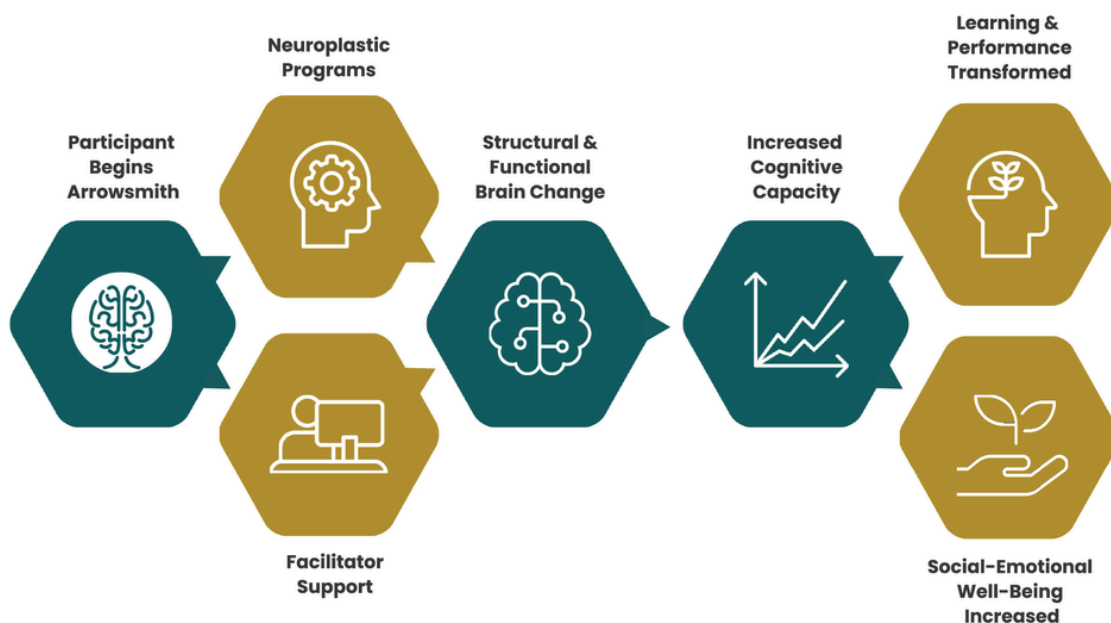 Participant
Begins
Arrowsmith
Neuroplastic
Programs
Facilitator
Support
Structural &
Functional
Brain Change
Increased
Cognitive
Capacity
Learning &
Performance
Transformed
Social-Emotional
Well-Being
Increased